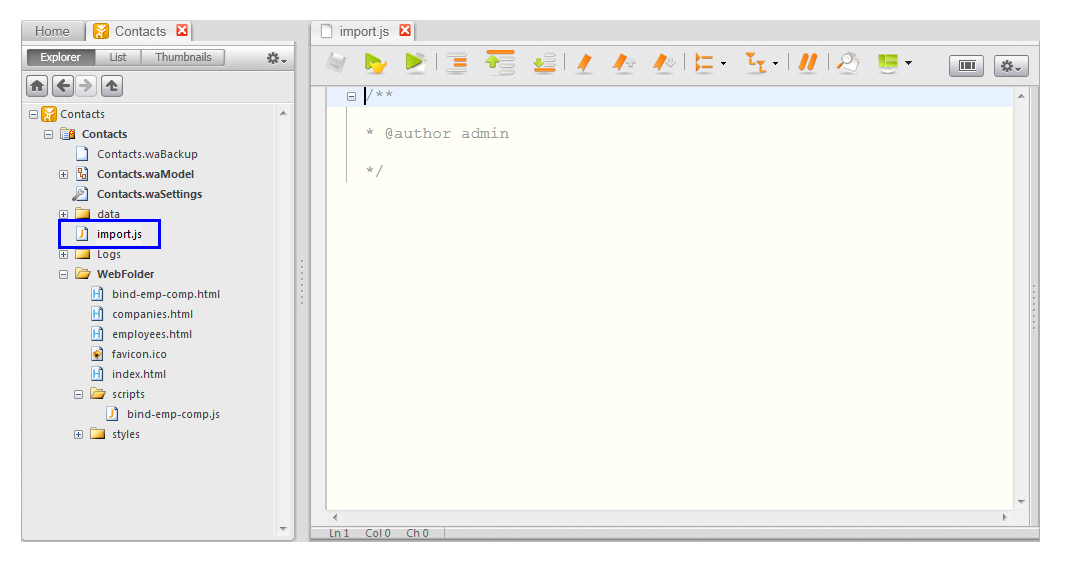 Home
Contacts
Explorer
List
Thumbnails
Contacts
Contacts
Contacts.waBackup
Contacts.waModel
Contacts.waSettings
data
import.js
Logs
WebFolder
bind-emp-comp.html
companies.html
employees.html
favicon.ico
index.html
scripts
bind-emp-comp.js
styles
import.js
/**
* @author admin
*/
Ln 1 Col 0 Ch 0